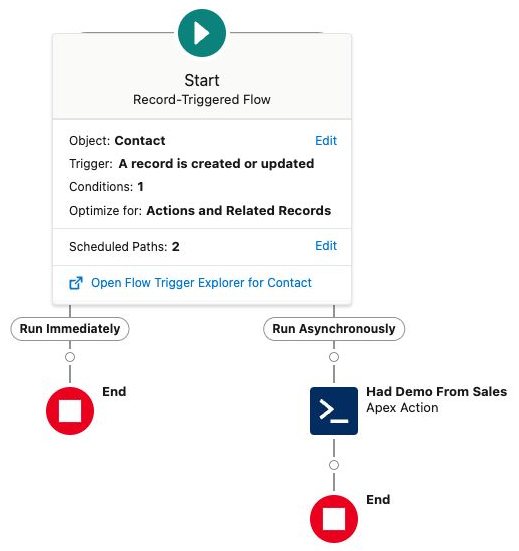 Start
Record-Triggered Flow
Object: Contact Edit
Trigger: A record is created or updated
Conditions: 1
Optimize for: Actions and Related Records
Scheduled Paths: 2 Edit
Open Flow Trigger Explorer for Contact
Run Immediately
Run Asynchronously
End
Had Demo From Sales
Apex Action
End